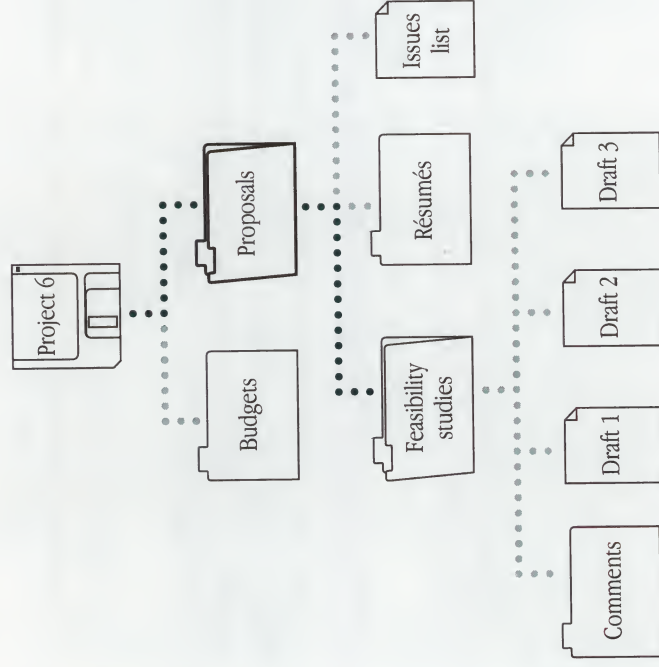 Project 6
Budgets
Proposals
Feasibility
studies
Résumés
Issues
list
Comments
Draft 1
Draft 2
Draft 3